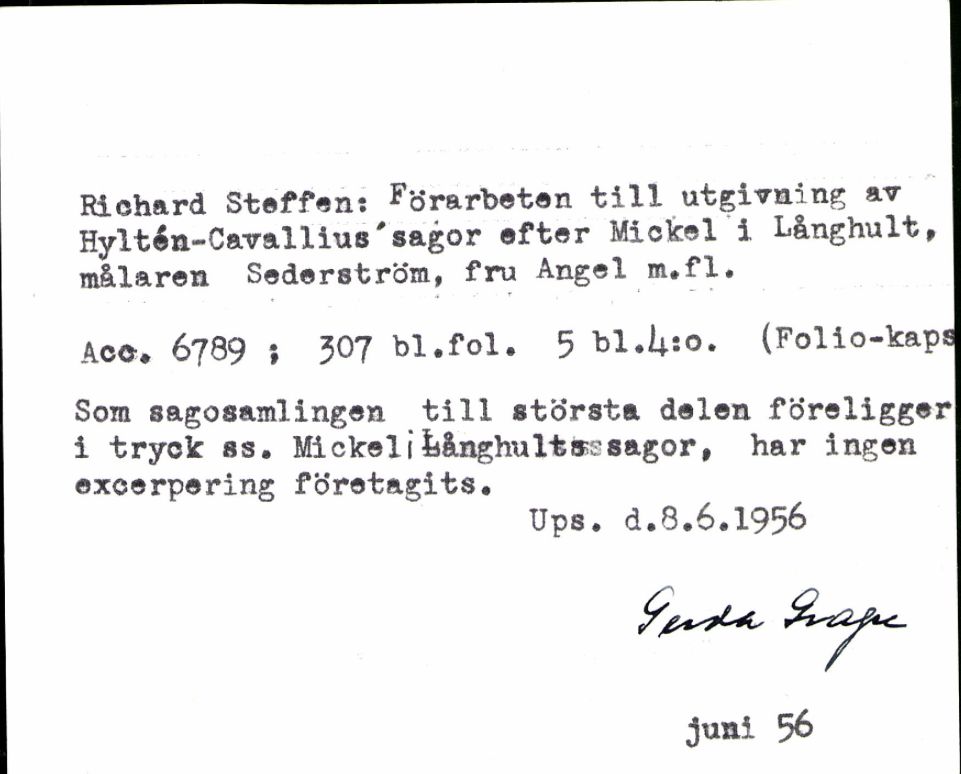 Richard Steffen: Förarbeten till utgivning av
Hyltén-Cavallius´sagor efter Mickel i Långhult,
målaren Sederström, fru Angel m.fl.
Acc. 6789 ; 307 bl.fol. 5 bl.4:o. (Folio-kaps
Som sagosamlingen till största delen föreligger
i tryck ss. Mickel i Långhults sagor, har ingen
excerpering företagits.
Ups. d.8.6.1956
Gerda Grape
juni 56